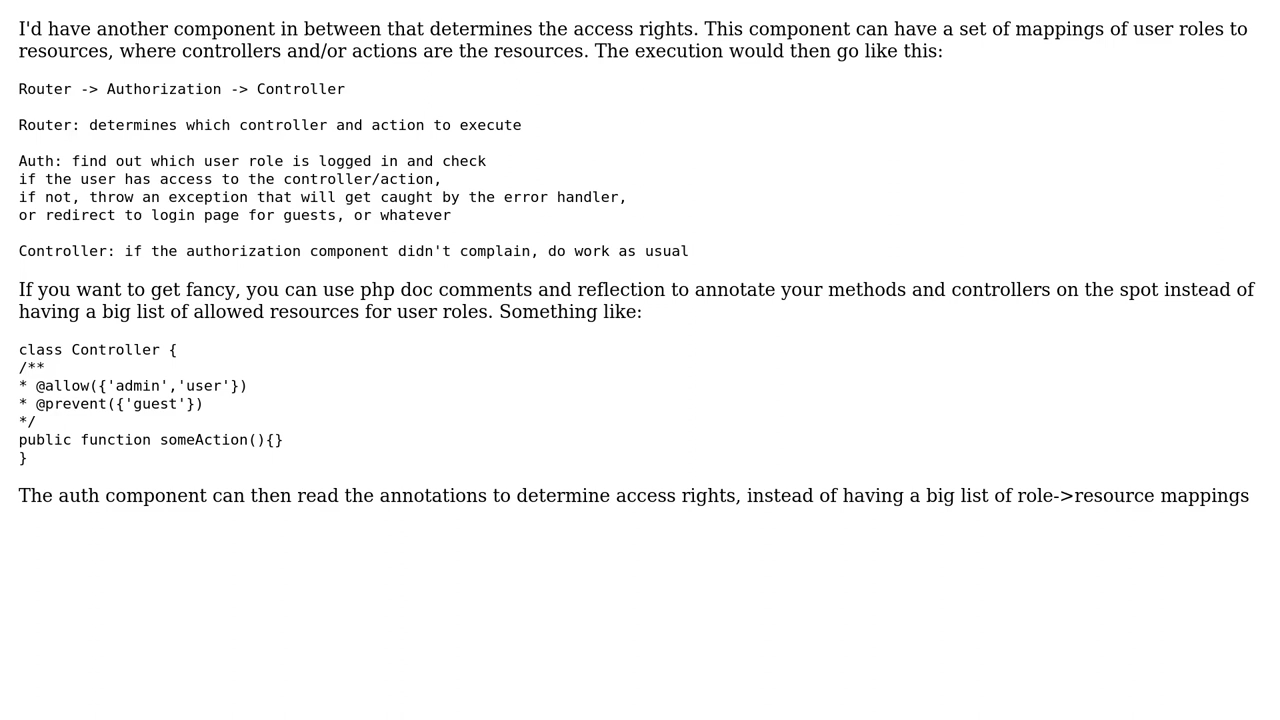 I'd have another component in between that determines the access rights. This component can have a set of mappings of user roles to
resources, where controllers and/or actions are the resources. The execution would then go like this:
Router -> Authorization -> Controller
Router: determines which controller and action to execute
Auth: find out which user role is logged in and check
if the user has access to the controller/action,
if not, throw an exception that will get caught by the error handler,
or redirect to login page for guests, or whatever
Controller: if the authorization component didn't complain, do work as usual
If you want to get fancy, you can use php doc comments and reflection to annotate your methods and controllers on the spot instead of
having a big list of allowed resources for user roles. Something like:
class Controller {
/**
* @allow({'admin','user'})
* @prevent({'guest'})
*/
public function someAction(){}
}
The auth component can then read the annotations to determine access rights, instead of having a big list of role->resource mappings